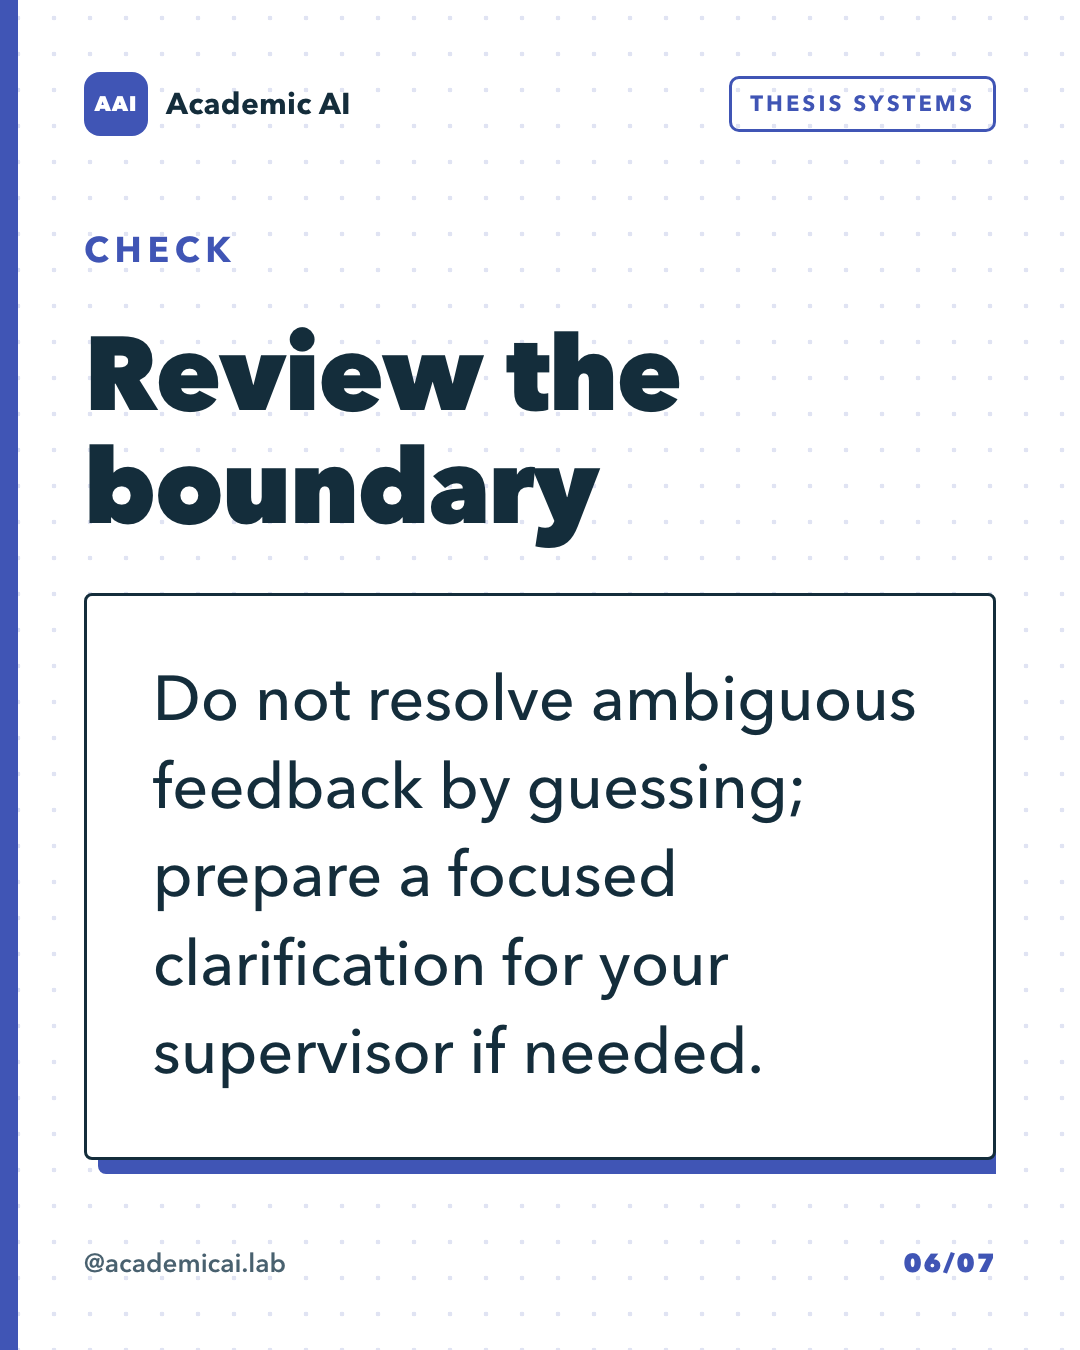 AAI
Academic AI
THESIS SYSTEMS
CHECK
Review the
boundary
Do not resolve ambiguous
feedback by guessing;
prepare a focused
clarification for your
supervisor if needed.
@academicai.lab
06/07